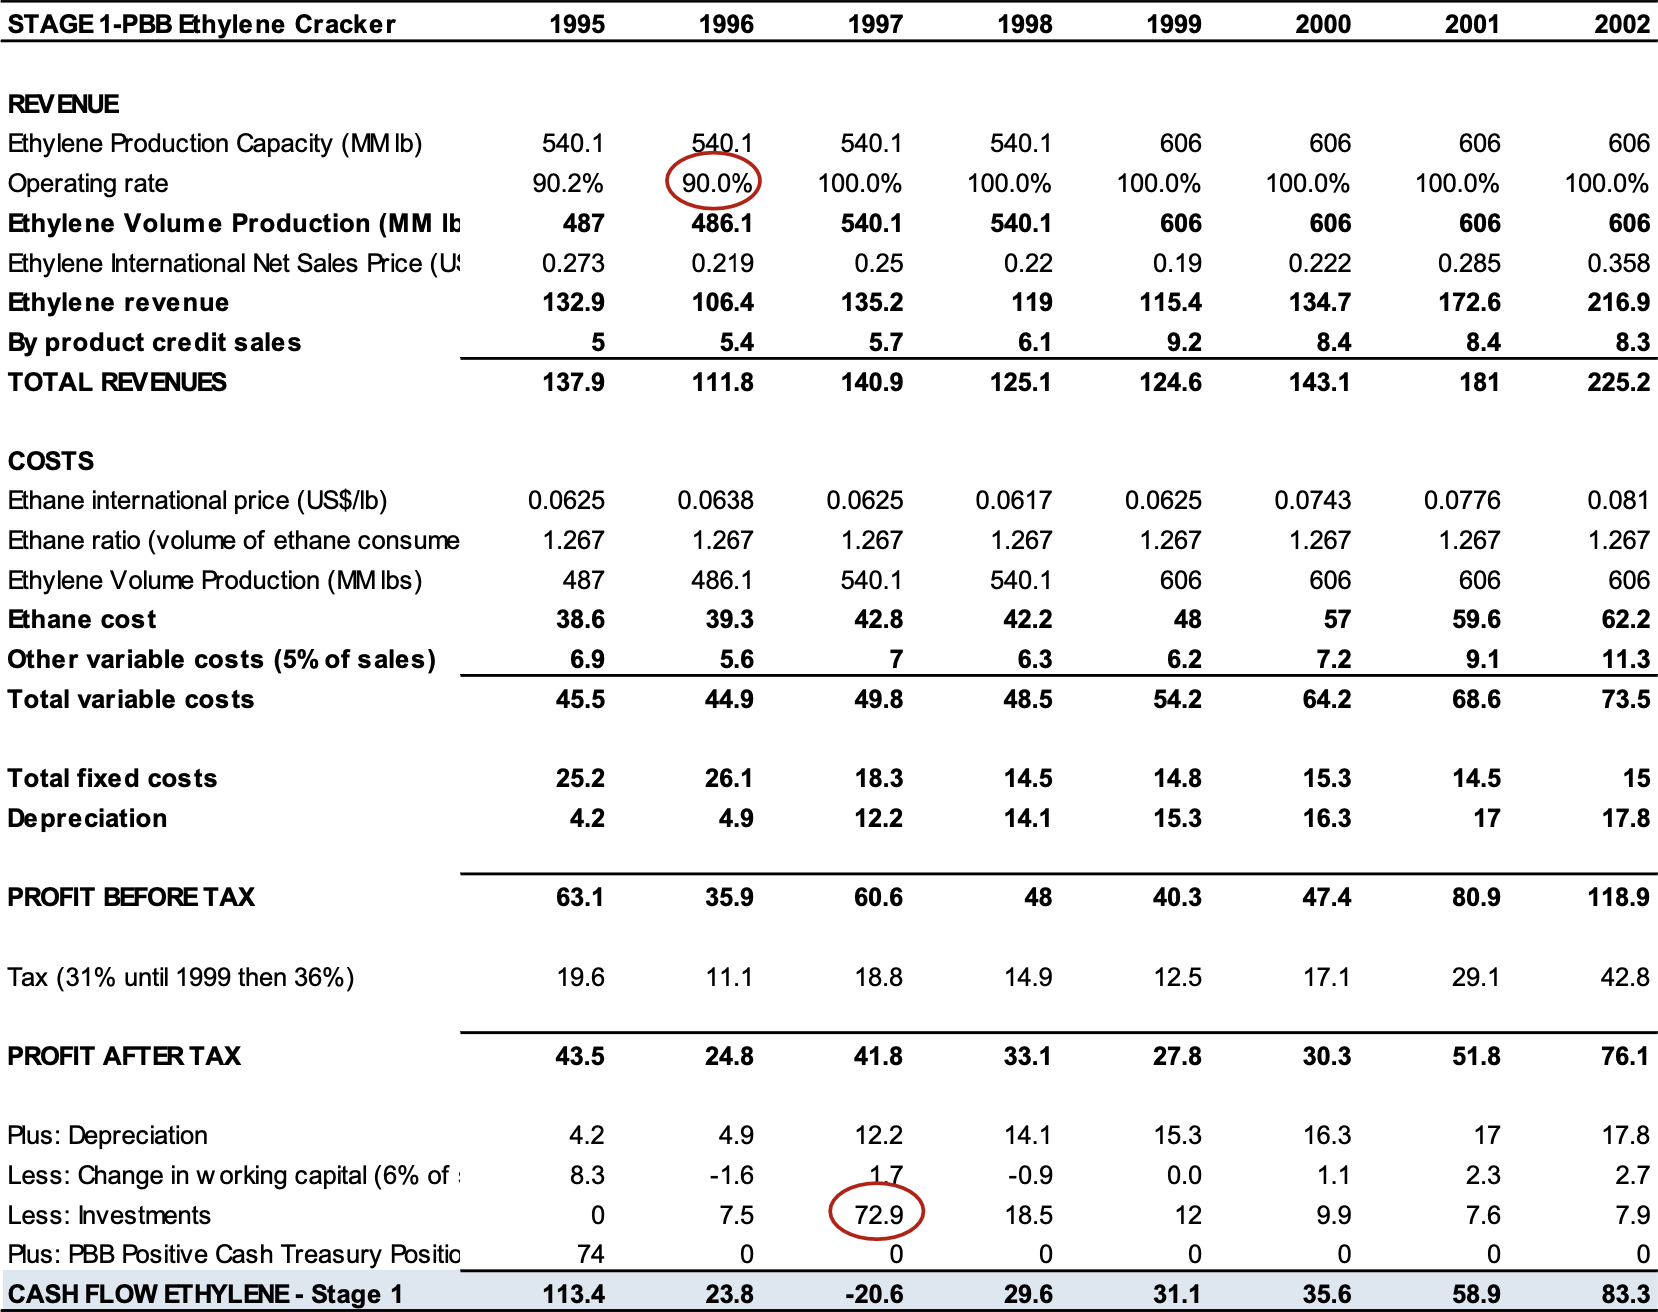 STAGE 1-PBB Ethylene Cracker 1995 1996 1997 1998 1999 2000 2001 2002
REVENUE
Ethylene Production Capacity (MM lb) 540.1 540.1 540.1 540.1 606 606 606 606
Operating rate 90.2% 90.0% 100.0% 100.0% 100.0% 100.0% 100.0% 100.0%
Ethylene Volume Production (MM lb 487 486.1 540.1 540.1 606 606 606 606
Ethylene International Net Sales Price (US 0.273 0.219 0.25 0.22 0.19 0.222 0.285 0.358
Ethylene revenue 132.9 106.4 135.2 119 115.4 134.7 172.6 216.9
By product credit sales 5 5.4 5.7 6.1 9.2 8.4 8.4 8.3
TOTAL REVENUES 137.9 111.8 140.9 125.1 124.6 143.1 181 225.2
COSTS
Ethane international price (US$/lb) 0.0625 0.0638 0.0625 0.0617 0.0625 0.0743 0.0776 0.081
Ethane ratio (volume of ethane consume 1.267 1.267 1.267 1.267 1.267 1.267 1.267 1.267
Ethylene Volume Production (MM lbs) 487 486.1 540.1 540.1 606 606 606 606
Ethane cost 38.6 39.3 42.8 42.2 48 57 59.6 62.2
Other variable costs (5% of sales) 6.9 5.6 7 6.3 6.2 7.2 9.1 11.3
Total variable costs 45.5 44.9 49.8 48.5 54.2 64.2 68.6 73.5
Total fixed costs 25.2 26.1 18.3 14.5 14.8 15.3 14.5 15
Depreciation 4.2 4.9 12.2 14.1 15.3 16.3 17 17.8
PROFIT BEFORE TAX 63.1 35.9 60.6 48 40.3 47.4 80.9 118.9
Tax (31% until 1999 then 36%) 19.6 11.1 18.8 14.9 12.5 17.1 29.1 42.8
PROFIT AFTER TAX 43.5 24.8 41.8 33.1 27.8 30.3 51.8 76.1
Plus: Depreciation 4.2 4.9 12.2 14.1 15.3 16.3 17 17.8
Less: Change in working capital (6% of 8.3 -1.6 1.7 -0.9 0.0 1.1 2.3 2.7
Less: Investments 0 7.5 72.9 18.5 12 9.9 7.6 7.9
Plus: PBB Positive Cash Treasury Positio 74 0 0 0 0 0 0 0
CASH FLOW ETHYLENE - Stage 1 113.4 23.8 -20.6 29.6 31.1 35.6 58.9 83.3